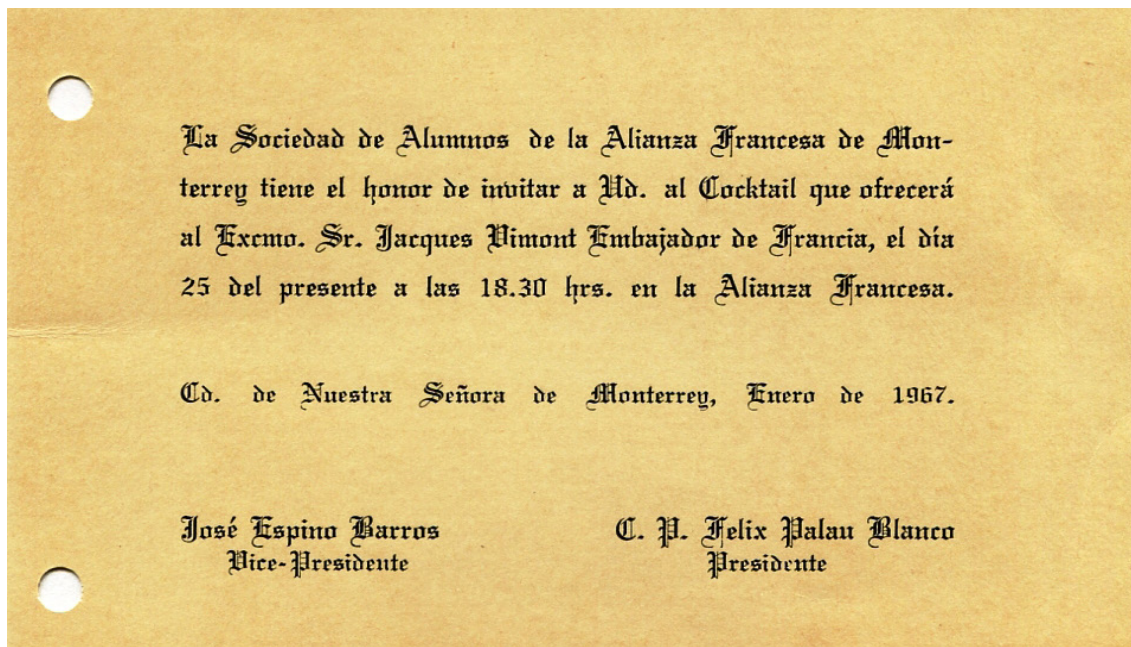 La Sociedad de Alumnos de la Alianza Francesa de Mon-
terrey tiene el honor de invitar a Ud. al Cocktail que ofrecerá
al Excmo. Sr. Jacques Vimont Embajador de Francia, el día
25 del presente a las 18.30 hrs. en la Alianza Francesa.
Cd. de Nuestra Señora de Monterrey, Enero de 1967.
José Espino Barros
Vice-Presidente
C. P. Felix Palau Blanco
Presidente